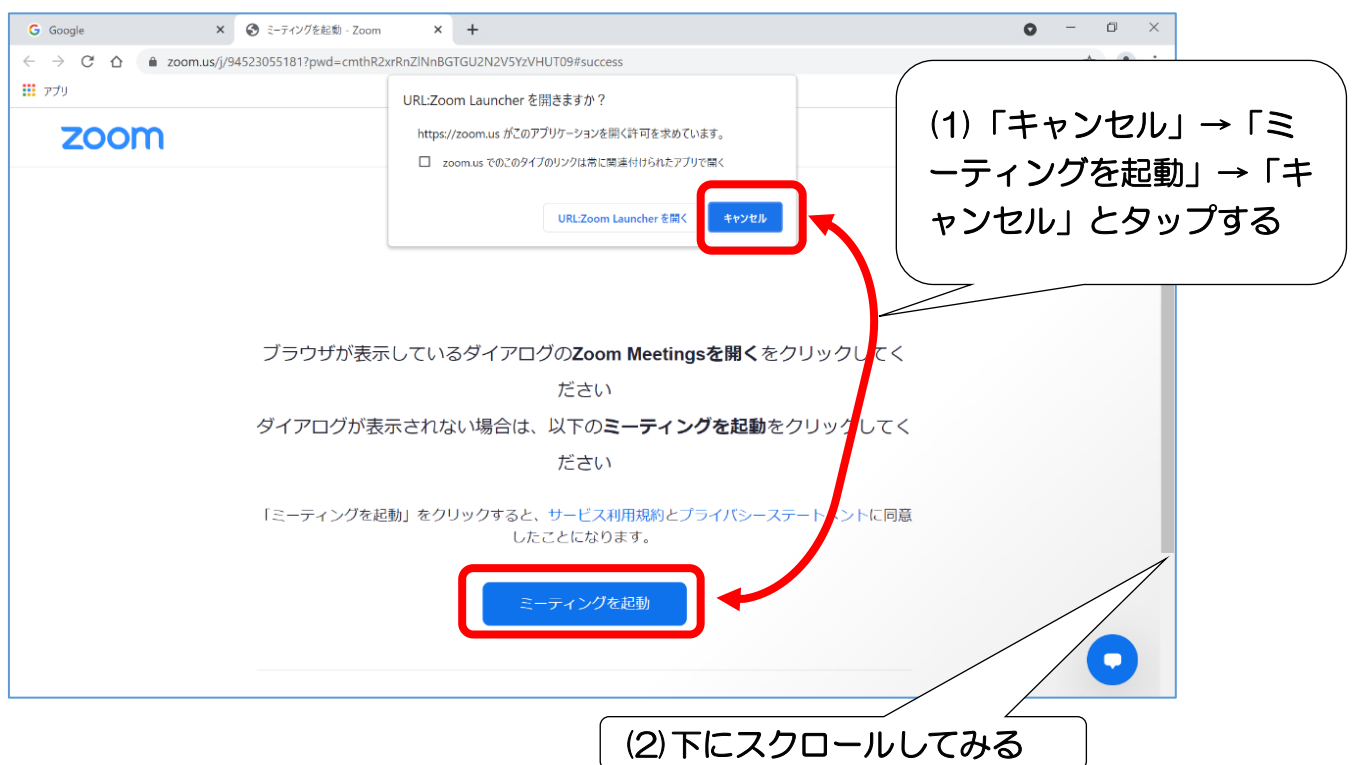 Google
ミーティングを起動 - Zoom
zoom.us/j/94523055181?pwd=cmthR2xrRnZlNnBGTGU2N2V5YzVHUT09#success
アプリ
zoom
URL:Zoom Launcher を開きますか？
https://zoom.us がこのアプリケーションを開く許可を求めています。
zoom.us でのこのタイプのリンクは常に関連付けられたアプリで開く
URL:Zoom Launcher を開く
キャンセル
(1)「キャンセル」→「ミ
ーティングを起動」→「キ
ャンセル」とタップする
ブラウザが表示しているダイアログのZoom Meetingsを開くをクリックしてく
ださい
ダイアログが表示されない場合は、以下のミーティングを起動をクリックしてく
ださい
「ミーティングを起動」をクリックすると、サービス利用規約とプライバシーステートメントに同意
したことになります。
ミーティングを起動
(2)下にスクロールしてみる